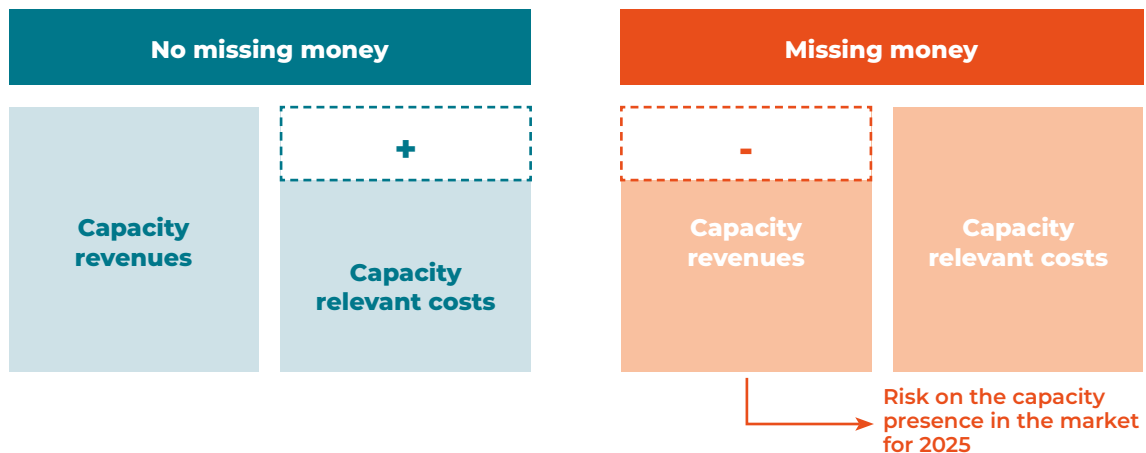 No missing money
Missing money
+
-
Capacity
revenues
Capacity
relevant costs
Capacity
revenues
Capacity
relevant costs
Risk on the capacity
presence in the market
for 2025